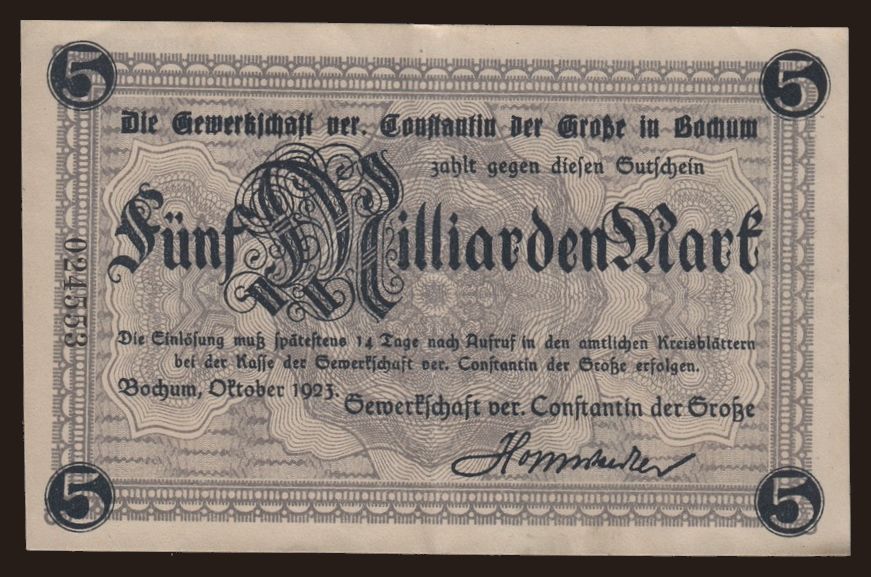 5 5
Die Gewerkschaft ver. Constantin der Große in Bochum
zahlt gegen diesen Gutschein
Fünf Milliarden Mark
024553
Die Einlösung muß spätestens 14 Tage nach Aufruf in den amtlichen Kreisblättern
bei der Kasse der Gewerkschaft ver. Constantin der Große erfolgen.
Bochum, Oktober 1923.
Gewerkschaft ver. Constantin der Große
5 5